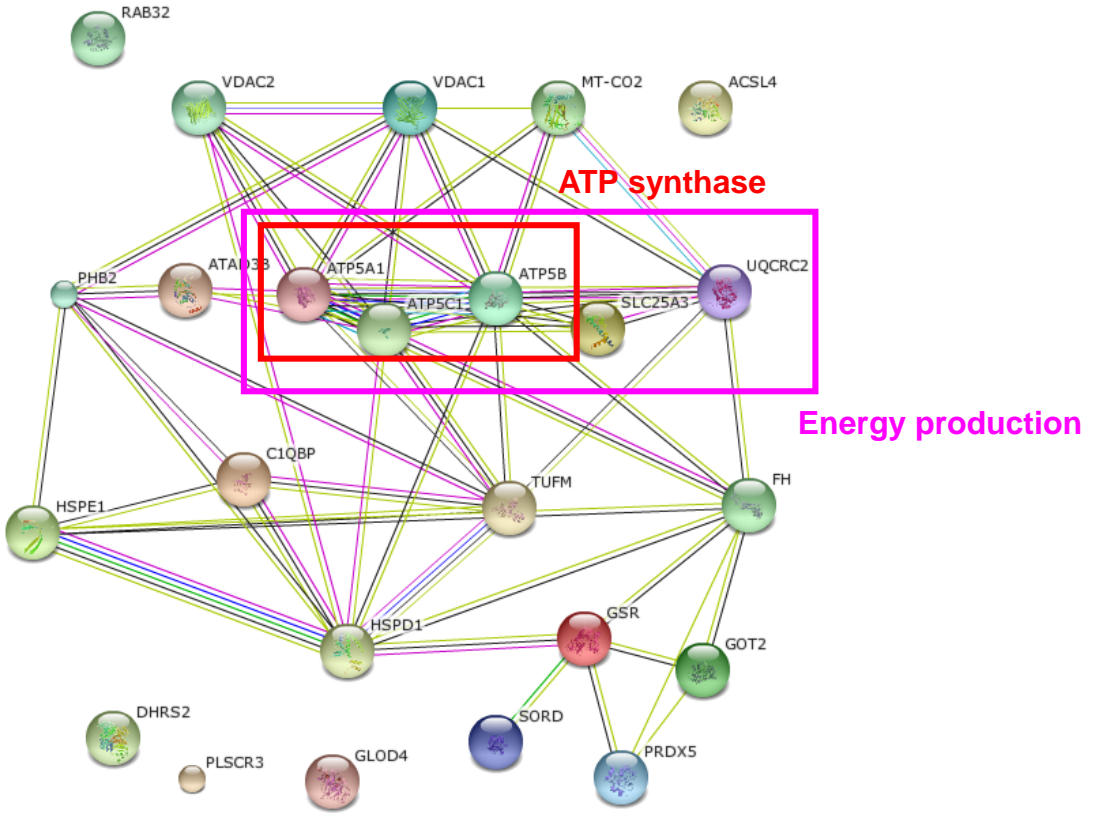 RAB32
VDAC2
VDAC1
MT-CO2
ACSL4
ATP synthase
PHB2
ATAD3B
ATP5A1
ATP5B
UQCRC2
ATP5C1
SLC25A3
Energy production
C1QBP
TUFM
FH
HSPE1
HSPD1
GSR
GOT2
DHRS2
SORD
PRDX5
PLSCR3
GLOD4